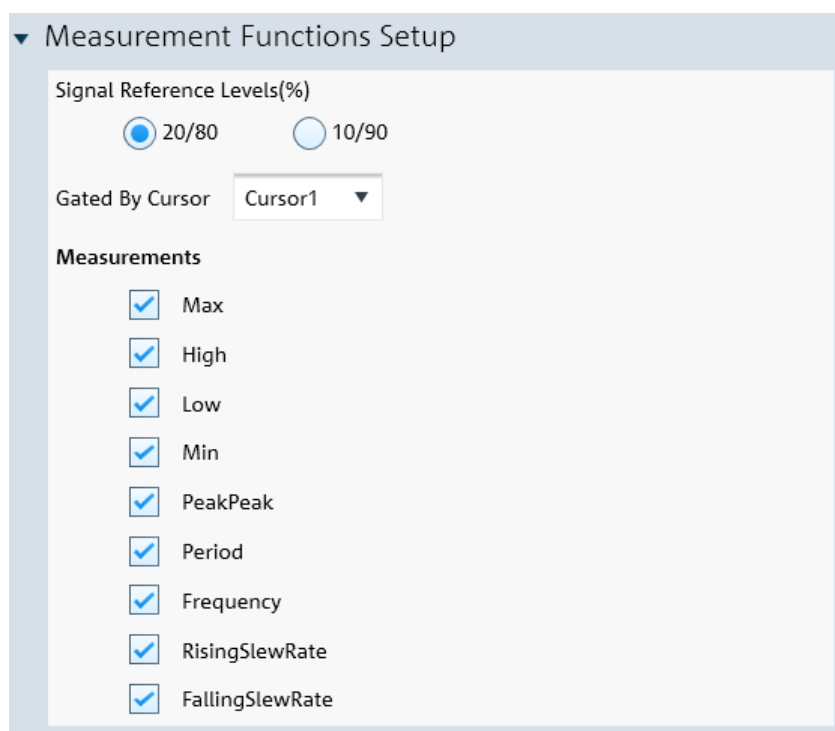 Measurement Functions Setup
Signal Reference Levels(%)
20/80 10/90
Gated By Cursor Cursor1
Measurements
Max
High
Low
Min
PeakPeak
Period
Frequency
RisingSlewRate
FallingSlewRate